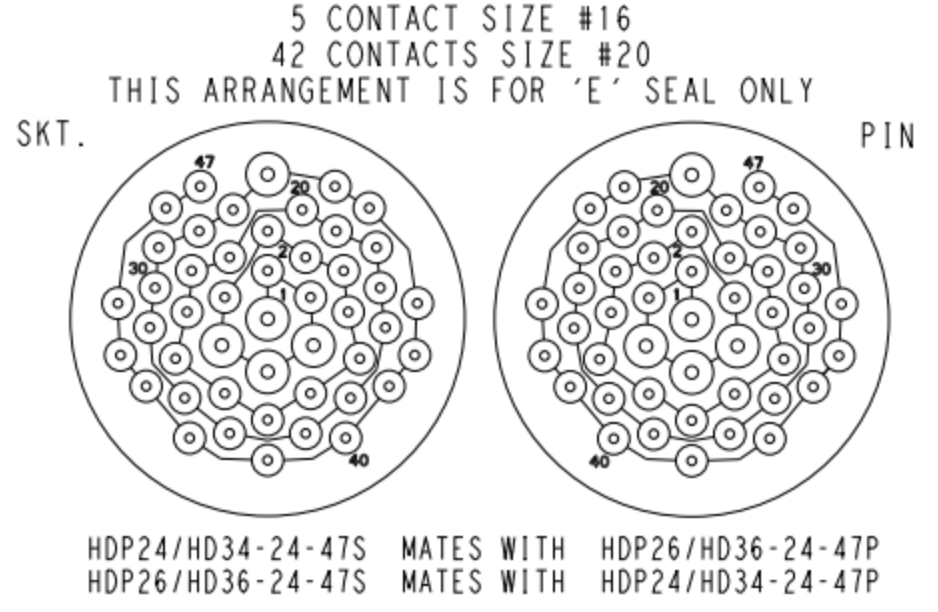 5 CONTACT SIZE #16
42 CONTACTS SIZE #20
THIS ARRANGEMENT IS FOR 'E' SEAL ONLY
SKT.
PIN
47
20
2
30
1
40
47
20
2
30
1
40
HDP24/HD34-24-47S MATES WITH HDP26/HD36-24-47P
HDP26/HD36-24-47S MATES WITH HDP24/HD34-24-47P